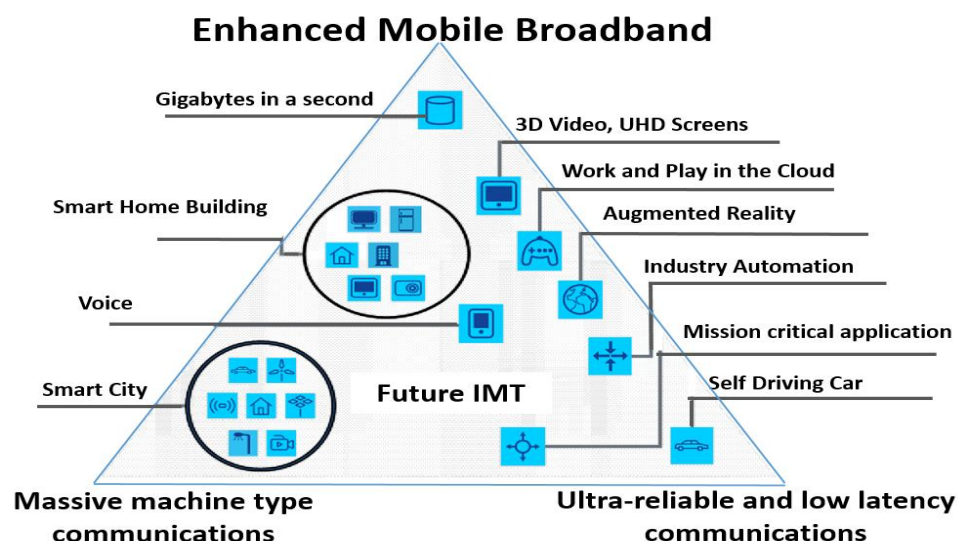 Enhanced Mobile Broadband
Gigabytes in a second
3D Video, UHD Screens
Work and Play in the Cloud
Smart Home Building
Augmented Reality
Industry Automation
Voice
Mission critical application
Smart City
Future IMT
Self Driving Car
Massive machine type
communications
Ultra-reliable and low latency
communications